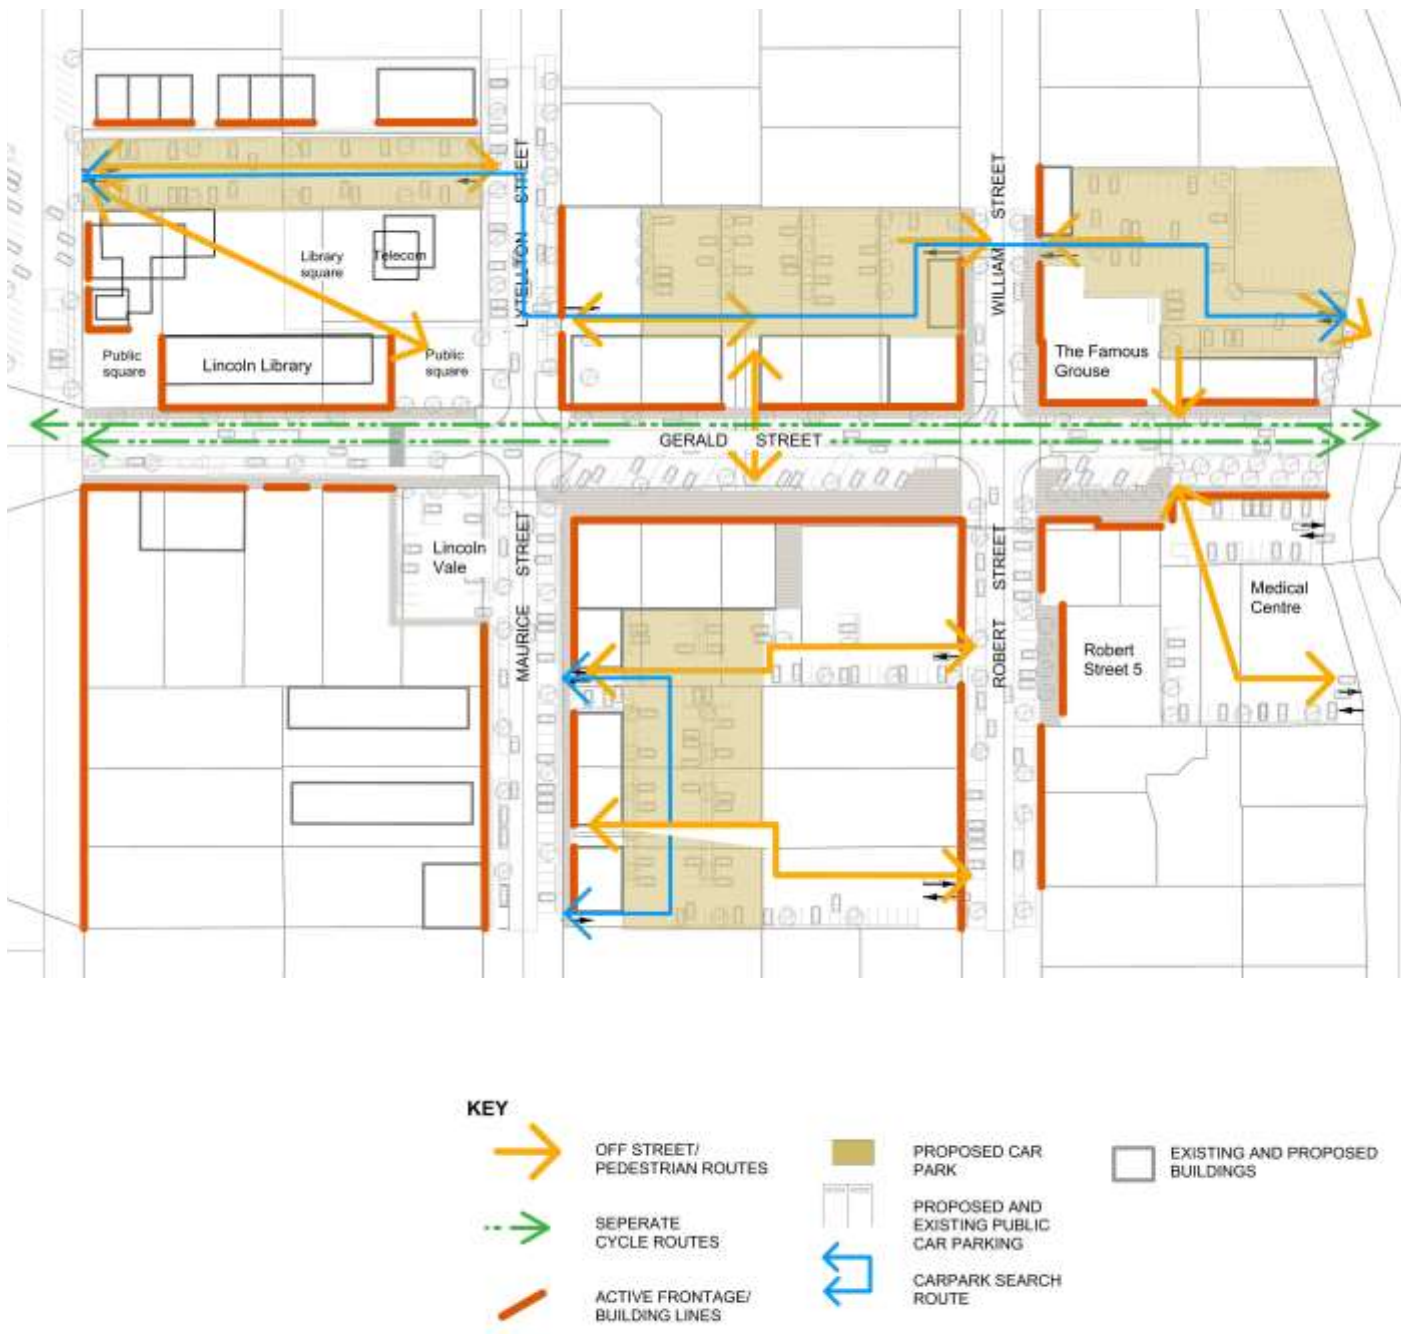 LYTELLTON STREET
WILLIAM STREET
Library
square
Telecom
Public
square
Lincoln Library
Public
square
The Famous
Grouse
GERALD STREET
Lincoln
Vale
MAURICE STREET
ROBERT STREET
Medical
Centre
Robert
Street 5
KEY
OFF STREET/
PEDESTRIAN ROUTES
SEPERATE
CYCLE ROUTES
ACTIVE FRONTAGE/
BUILDING LINES
PROPOSED CAR
PARK
PROPOSED AND
EXISTING PUBLIC
CAR PARKING
CARPARK SEARCH
ROUTE
EXISTING AND PROPOSED
BUILDINGS